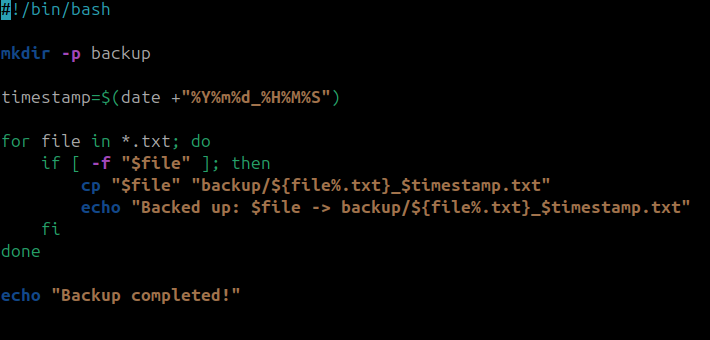 #!/bin/bash
mkdir -p backup
timestamp=$(date +"%Y%m%d_%H%M%S")
for file in *.txt; do
    if [ -f "$file" ]; then
        cp "$file" "backup/${file%.txt}_$timestamp.txt"
        echo "Backed up: $file -> backup/${file%.txt}_$timestamp.txt"
    fi
done
echo "Backup completed!"